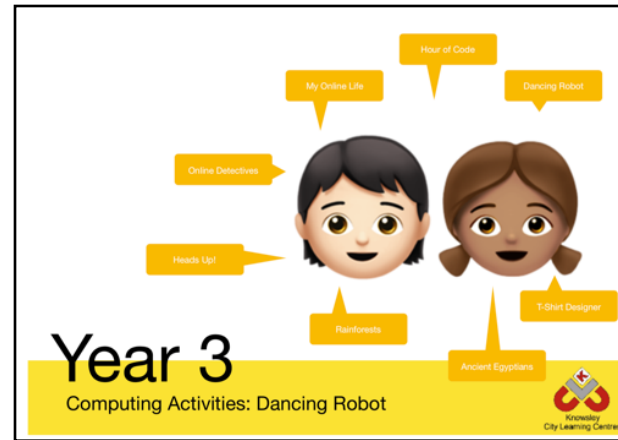 Hour of Code
My Online Life
Dancing Robot
Online Detectives
Heads Up!
T-Shirt Designer
Rainforests
Ancient Egyptians
Year 3
Computing Activities: Dancing Robot
K
Knowsley
City Learning Centre